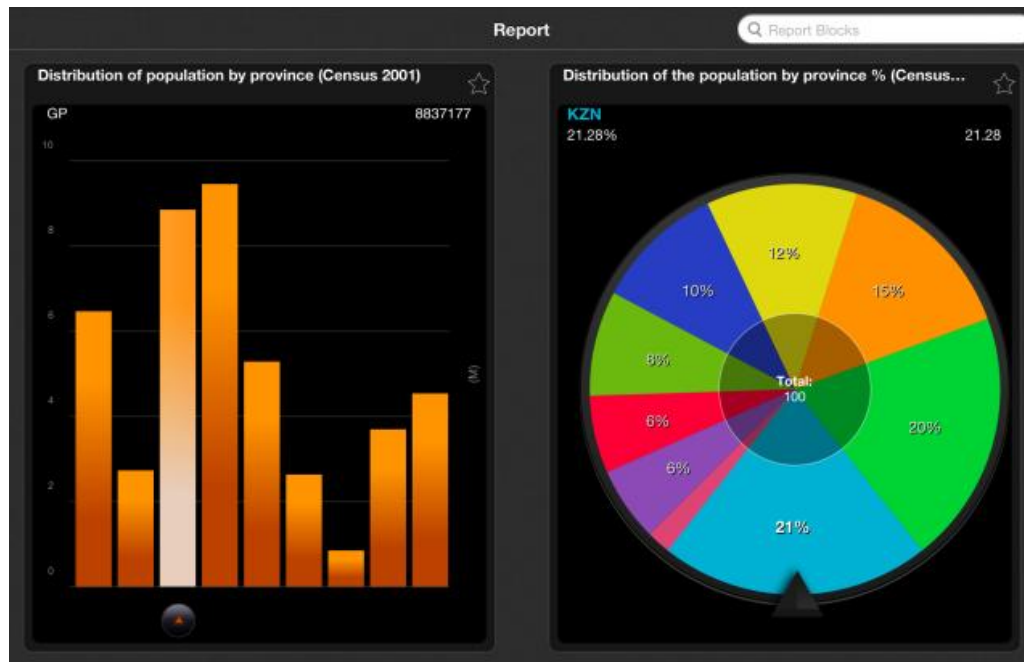 Report
Report Blocks
Distribution of population by province (Census 2001)
GP 8837177
10
8
6
4
2
0
(M)
Distribution of the population by province % (Census...
KZN
21.28% 21.28
12%
15%
10%
8%
6%
20%
6%
21%
Total:
100